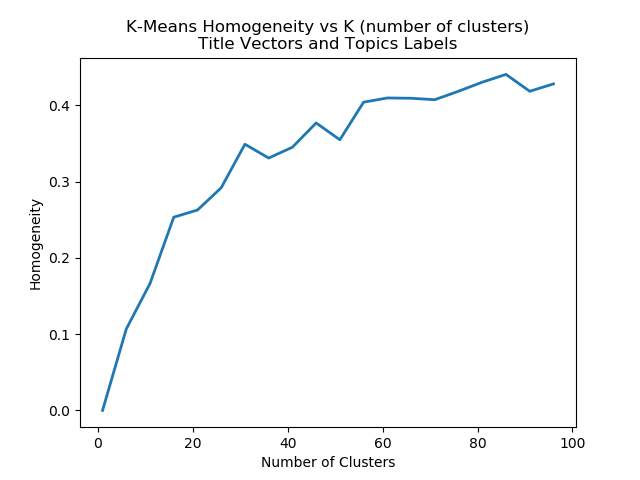 K-Means Homogeneity vs K (number of clusters)
Title Vectors and Topics Labels
Homogeneity
0.4
0.3
0.2
0.1
0.0
0 20 40 60 80 100
Number of Clusters